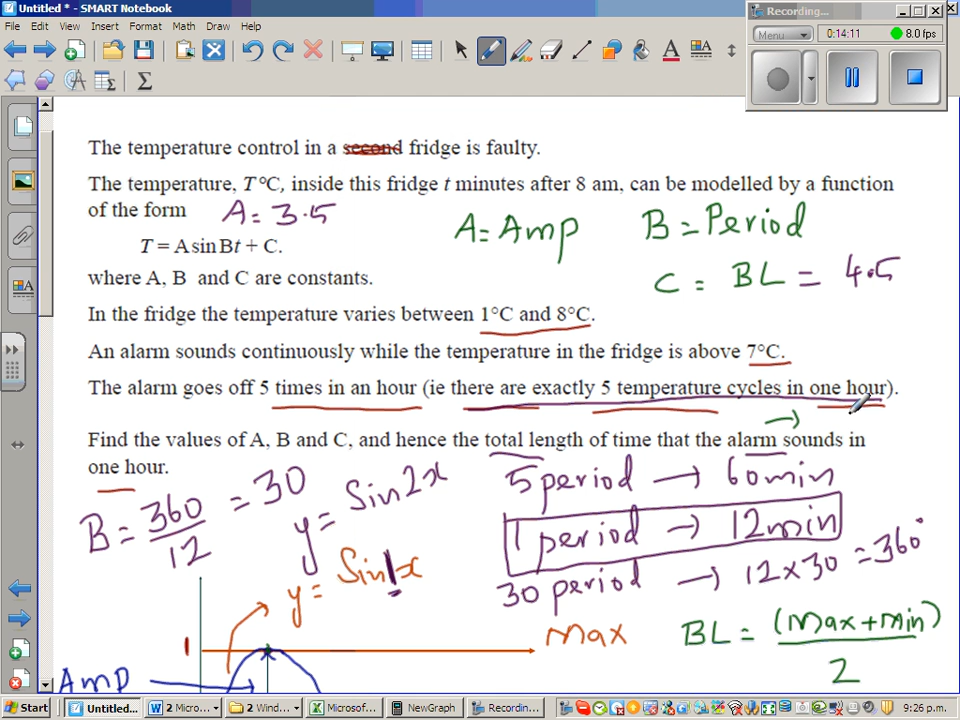 Untitled * - SMART Notebook
File Edit View Insert Format Math Draw Help
Recording...
Menu 0:14:11 8.0 fps
The temperature control in a second fridge is faulty.
The temperature, T°C, inside this fridge t minutes after 8 am, can be modelled by a function
of the form A = 3.5 A = Amp B = Period
T = AsinBt + C.
where A, B and C are constants. C = BL = 4.5
In the fridge the temperature varies between 1°C and 8°C.
An alarm sounds continuously while the temperature in the fridge is above 7°C.
The alarm goes off 5 times in an hour (ie there are exactly 5 temperature cycles in one hour).
Find the values of A, B and C, and hence the total length of time that the alarm sounds in
one hour.
5 period → 60 min
B = 360/12 = 30 y = Sin2x
1 period → 12 min
30 period → 12 x 30 = 360°
y = Sin1x
1 Max BL = (Max + Min)/2
Amp
Start Untitled... 2 Micro... 2 Wind... Microsof... NewGraph Recordin... 9:26 p.m.